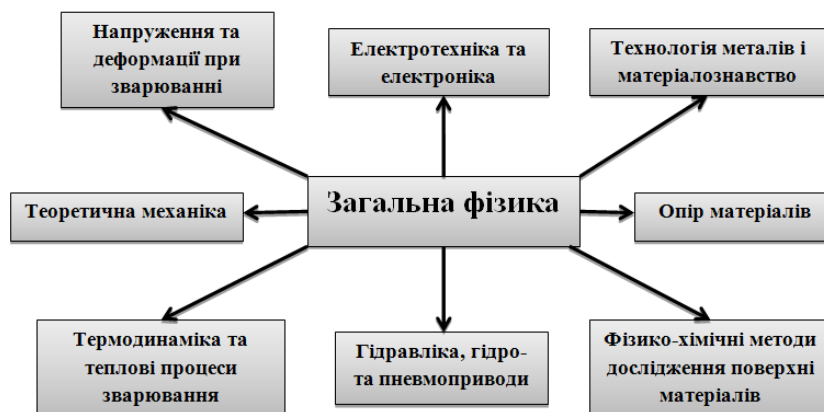 Напруження та
деформації при
зварюванні
Електротехніка та
електроніка
Технологія металів і
матеріалознавство
Теоретична механіка
Загальна фізика
Опір матеріалів
Термодинаміка та
теплові процеси
зварювання
Гідравліка, гідро-
та пневмоприводи
Фізико-хімічні методи
дослідження поверхні
матеріалів